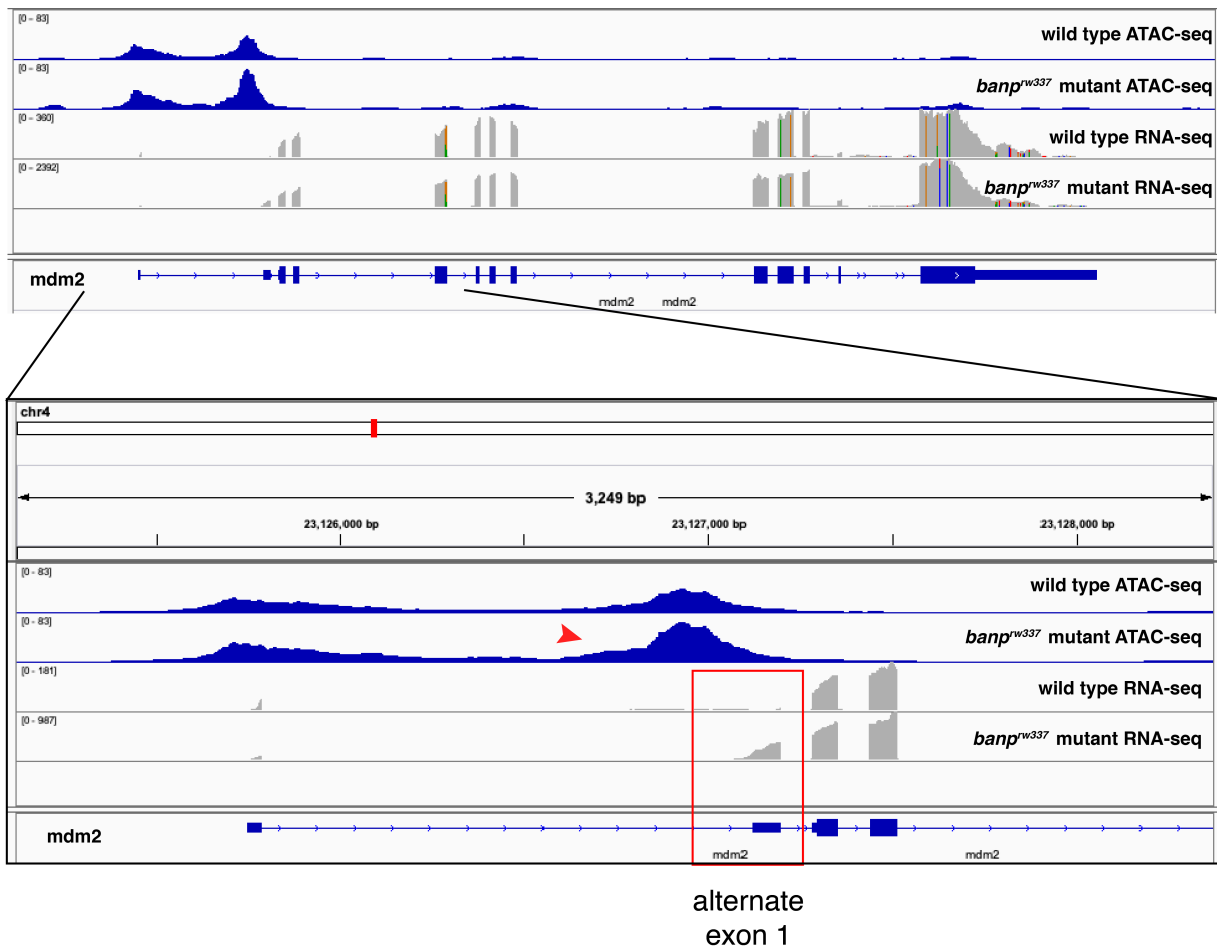 [0 - 83]
wild type ATAC-seq
[0 - 83]
banprw337 mutant ATAC-seq
[0 - 360]
wild type RNA-seq
[0 - 2392]
banprw337 mutant RNA-seq
mdm2
mdm2 mdm2
chr4
3,249 bp
23,126,000 bp 23,127,000 bp 23,128,000 bp
[0 - 83]
wild type ATAC-seq
[0 - 83]
banprw337 mutant ATAC-seq
[0 - 181]
wild type RNA-seq
[0 - 987]
banprw337 mutant RNA-seq
mdm2
mdm2 mdm2
alternate
exon 1